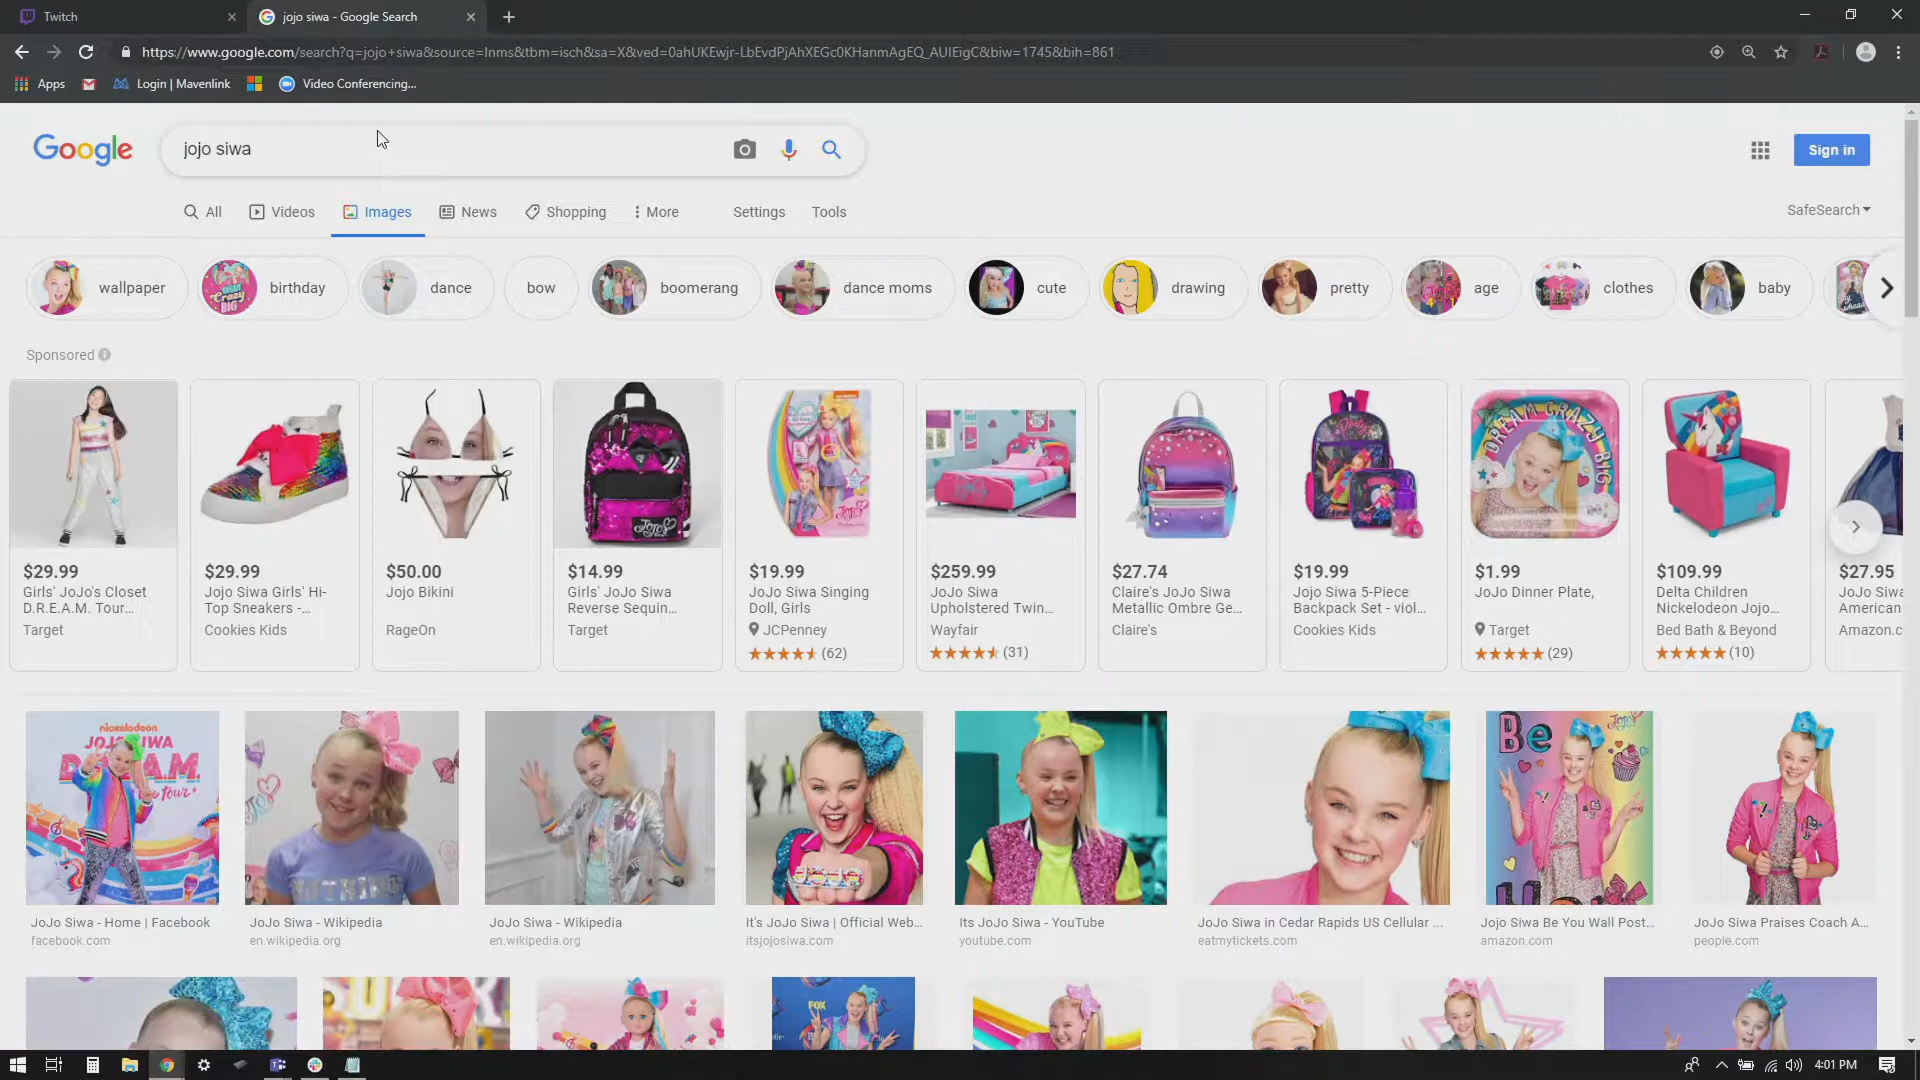 Twitch
jojo siwa - Google Search
https://www.google.com/search?q=jojo+siwa&source=lnms&tbm=isch&sa=X&ved=0ahUKEwjr-LbEvdPjAhXEGc0KHanmAgEQ_AUIEigC&biw=1745&bih=861
Apps
Login | Mavenlink
Video Conferencing...
Google
jojo siwa
Sign in
All
Videos
Images
News
Shopping
More
Settings
Tools
SafeSearch
wallpaper
birthday
dance
bow
boomerang
dance moms
cute
drawing
pretty
age
clothes
baby
Sponsored
DREAM CRAZY BIG
$29.99
Girls' JoJo's Closet
D.R.E.A.M. Tour...
Target
$29.99
Jojo Siwa Girls' Hi-
Top Sneakers -...
Cookies Kids
$50.00
Jojo Bikini
RageOn
$14.99
Girls' JoJo Siwa
Reverse Sequin...
Target
$19.99
JoJo Siwa Singing
Doll, Girls
JCPenney
(62)
$259.99
JoJo Siwa
Upholstered Twin...
Wayfair
(31)
$27.74
Claire's JoJo Siwa
Metallic Ombre Ge...
Claire's
$19.99
Jojo Siwa 5-Piece
Backpack Set - viol...
Cookies Kids
$1.99
JoJo Dinner Plate,
Target
(29)
$109.99
Delta Children
Nickelodeon Jojo...
Bed Bath & Beyond
(10)
$27.95
JoJo Siwa
American
Amazon.c
nickelodeon
JOJO SIWA
D.R.E.A.M.
the tour
Be
JoJo Siwa - Home | Facebook
facebook.com
JoJo Siwa - Wikipedia
en.wikipedia.org
JoJo Siwa - Wikipedia
en.wikipedia.org
It's JoJo Siwa | Official Web...
itsjojosiwa.com
Its JoJo Siwa - YouTube
youtube.com
JoJo Siwa in Cedar Rapids US Cellular ...
eatmytickets.com
Jojo Siwa Be You Wall Post...
amazon.com
JoJo Siwa Praises Coach A...
people.com
FOX
4:01 PM